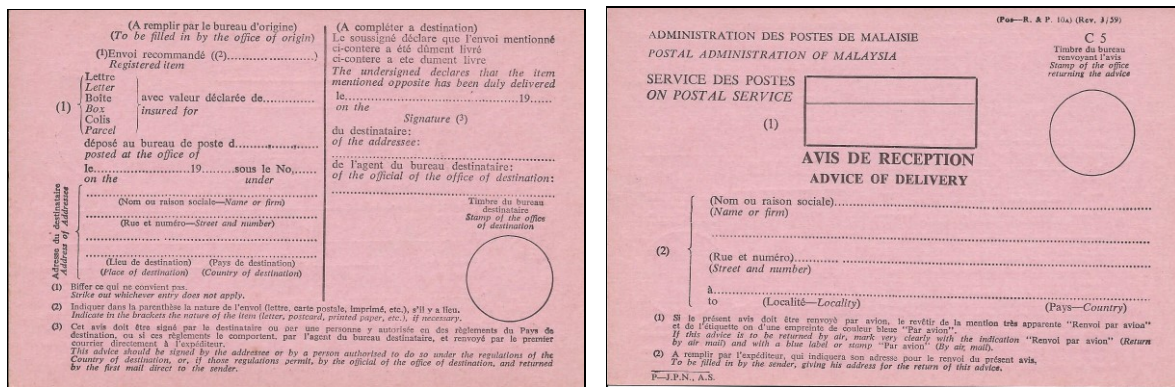 (A remplir par le bureau d'origine)
(To be filled in by the office of origin)
(1)Envoi recommandé ((2)........................)
Registered item
(1)
Lettre
Letter
Boîte
Box
Colis
Parcel
avec valeur déclarée de............
insured for
déposé au bureau de poste d................
posted at the office of
le........................19........sous le No,......
on the under
Adresse du destinataire
Address of Addressee
(Nom ou raison sociale—Name or firm)
(Rue et numéro—Street and number)
(Lieu de destination) (Pays de destination)
(Place of destination) (Country of destination)
(A compléter a destination)
Le soussigné déclare que l'envoi mentionné
ci-contere a été dûment livré
ci-contere a ete dument livre
The undersigned declares that the item
mentioned opposite has been duly delivered
le................................................19......
on the
Signature (3)
du destinataire:
of the addressee:
de l'agent du bureau destinataire:
of the official of the office of destination:
Timbre du bureau
destinataire
Stamp of the office
of destination
(1) Biffer ce qui ne convient pas.
Strike out whichever entry does not apply.
(2) Indiquer dans la parenthèse la nature de l'envoi (lettre, carte postale, imprimé, etc.), s'il y a lieu.
Indicate in the brackets the nature of the item (letter, postcard, printed paper, etc.), if necessary.
(3) Cet avis doit être signé par le destinataire ou par une personne y autorisée en des règlements du Pays de
destination, ou si ces règlements le comportent, par l'agent du bureau destinataire, et renvoyé par le premier
courrier directement à l'expéditeur.
This advice should be signed by the addressee or by a person authorised to do so under the regulations of the
Country of destination, or, if those regulations permit, by the official of the office of destination, and returned
by the first mail direct to the sender.
(Pos—R. & P. 10a) (Rev. 3/59)
ADMINISTRATION DES POSTES DE MALAISIE
POSTAL ADMINISTRATION OF MALAYSIA
C 5
Timbre du bureau
renvoyant l'avis
Stamp of the office
returning the advice
SERVICE DES POSTES
ON POSTAL SERVICE
(1)
AVIS DE RECEPTION
ADVICE OF DELIVERY
(2)
(Nom ou raison sociale)........................
(Name or firm)
(Rue et numéro)........................
(Street and number)
à........................
to (Localité—Locality) (Pays—Country)
(1) Si le présent avis doit être renvoyé par avion, le revêtir de la mention très apparente "Renvoi par avion"
et de l'étiquette on d'une empreinte de couleur bleue "Par avion".
If this advice is to be returned by air, mark very clearly with the indication "Renvoi par avion" (Return
by air mail) and with a blue label or stamp "Par avion" (By air, mail).
(2) A remplir par l'expéditeur, qui indiquera son adresse pour le renvoi du présent avis.
To be filled in by the sender, giving his address for the return of this advice.
P—J.P.N., A.S.